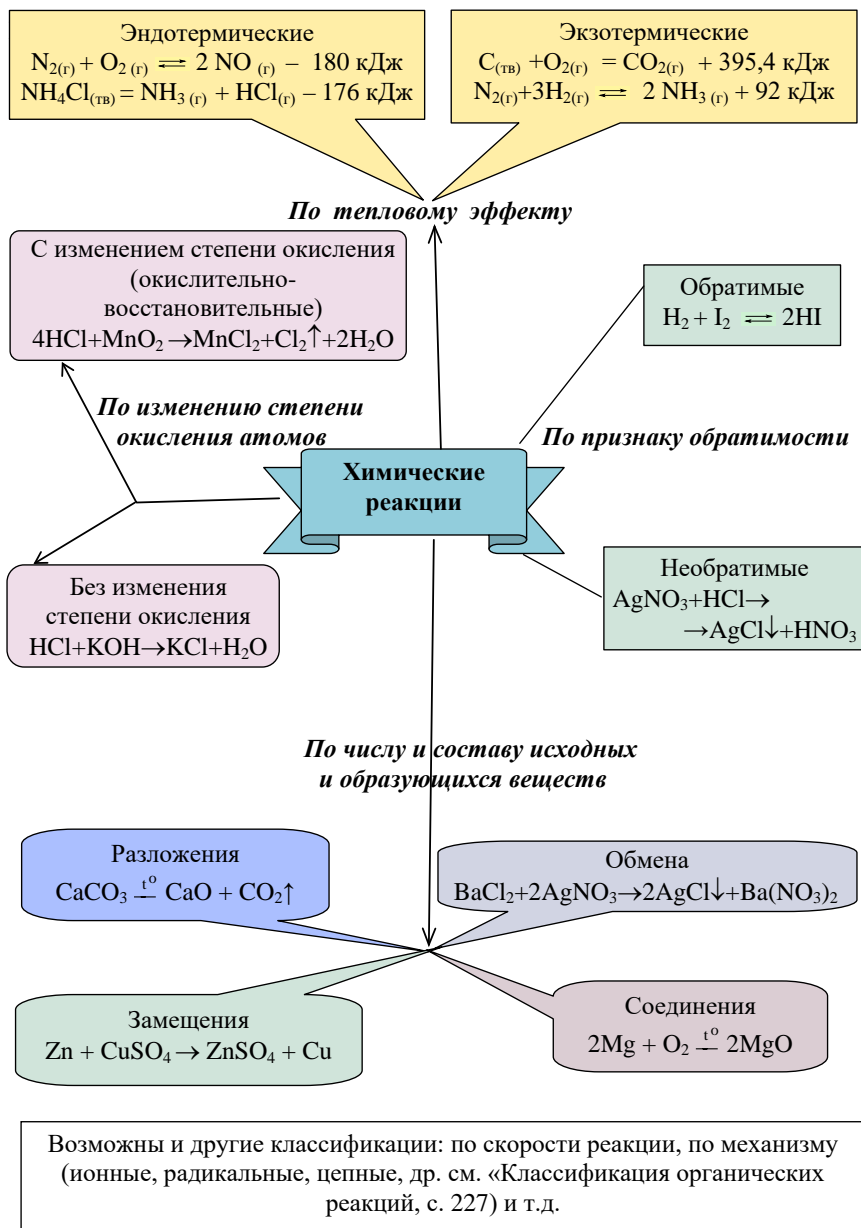 Эндотермические
N₂(г) + O₂ (г) ⇌ 2 NO (г) – 180 кДж
NH₄Cl(тв) = NH₃ (г) + HCl(г) – 176 кДж
Экзотермические
C(тв) +O₂(г) = CO₂(г) + 395,4 кДж
N₂(г)+3H₂(г) ⇌ 2 NH₃ (г) + 92 кДж
По тепловому эффекту
С изменением степени окисления
(окислительно-
восстановительные)
4HCl+MnO₂→MnCl₂+Cl₂↑+2H₂O
Обратимые
H₂ + I₂ ⇌ 2HI
По изменению степени
окисления атомов
По признаку обратимости
Химические
реакции
Без изменения
степени окисления
HCl+KOH→KCl+H₂O
Необратимые
AgNO₃+HCl→
→AgCl↓+HNO₃
По числу и составу исходных
и образующихся веществ
Разложения
CaCO₃ =(tº) CaO + CO₂↑
Обмена
BaCl₂+2AgNO₃→2AgCl↓+Ba(NO₃)₂
Замещения
Zn + CuSO₄ → ZnSO₄ + Cu
Соединения
2Mg + O₂ =(tº) 2MgO
Возможны и другие классификации: по скорости реакции, по механизму
(ионные, радикальные, цепные, др. см. «Классификация органических
реакций, с. 227) и т.д.